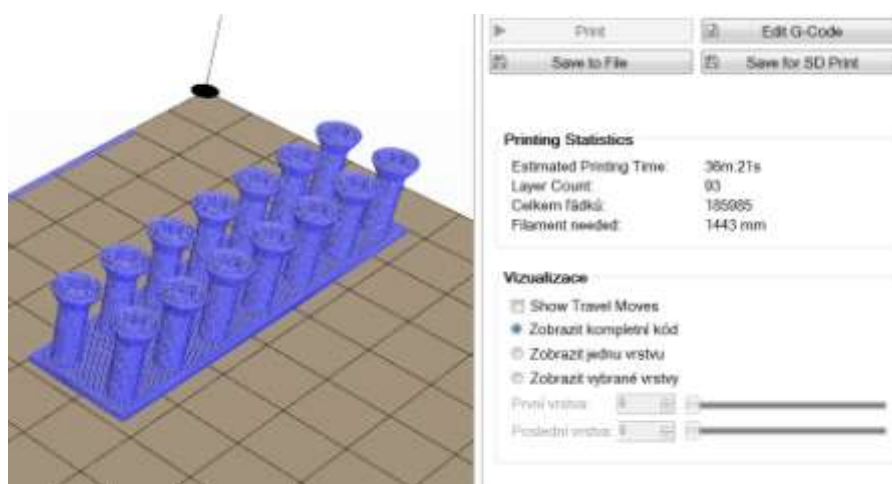 Print
Edit G-Code
Save to File
Save for SD Print
Printing Statistics
Estimated Printing Time: 36m:21s
Layer Count: 93
Celkem řádků: 185985
Filament needed: 1443 mm
Vizualizace
Show Travel Moves
Zobrazit kompletní kód
Zobrazit jednu vrstvu
Zobrazit vybrané vrstvy
První vrstva:
Poslední vrstva: